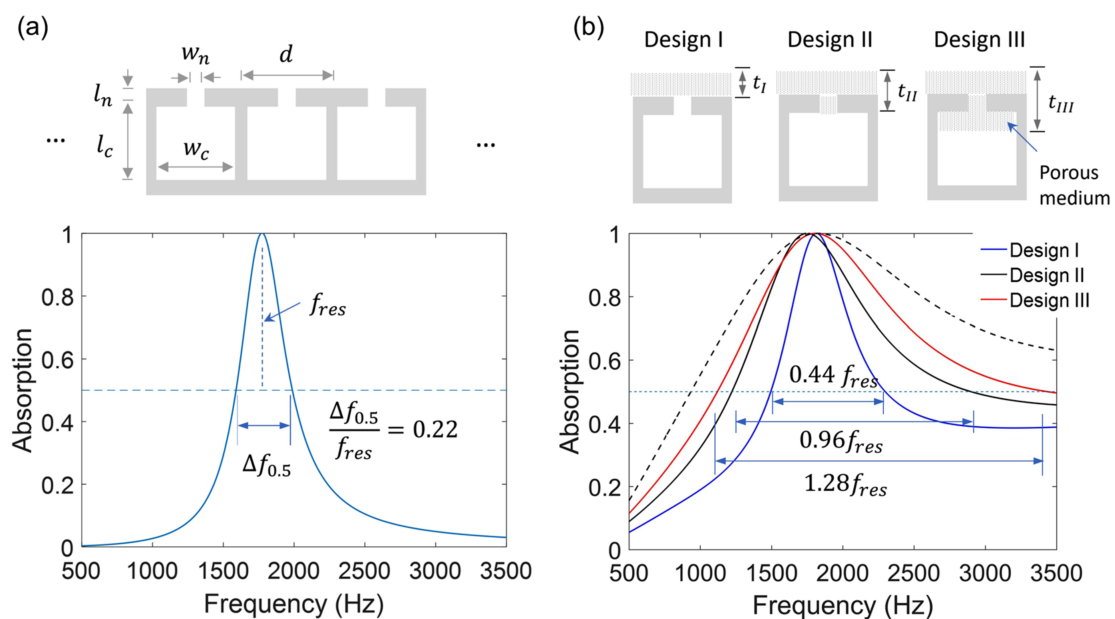 (a)
w_n
d
l_n
l_c
w_c
...
...
1
0.8
0.6
0.4
0.2
0
Absorption
f_res
Δf_0.5
Δf_0.5 / f_res = 0.22
500 1000 1500 2000 2500 3000 3500
Frequency (Hz)
(b)
Design I Design II Design III
t_I
t_II
t_III
Porous
medium
1
0.8
0.6
0.4
0.2
0
Absorption
Design I
Design II
Design III
0.44 f_res
0.96f_res
1.28f_res
500 1000 1500 2000 2500 3000 3500
Frequency (Hz)